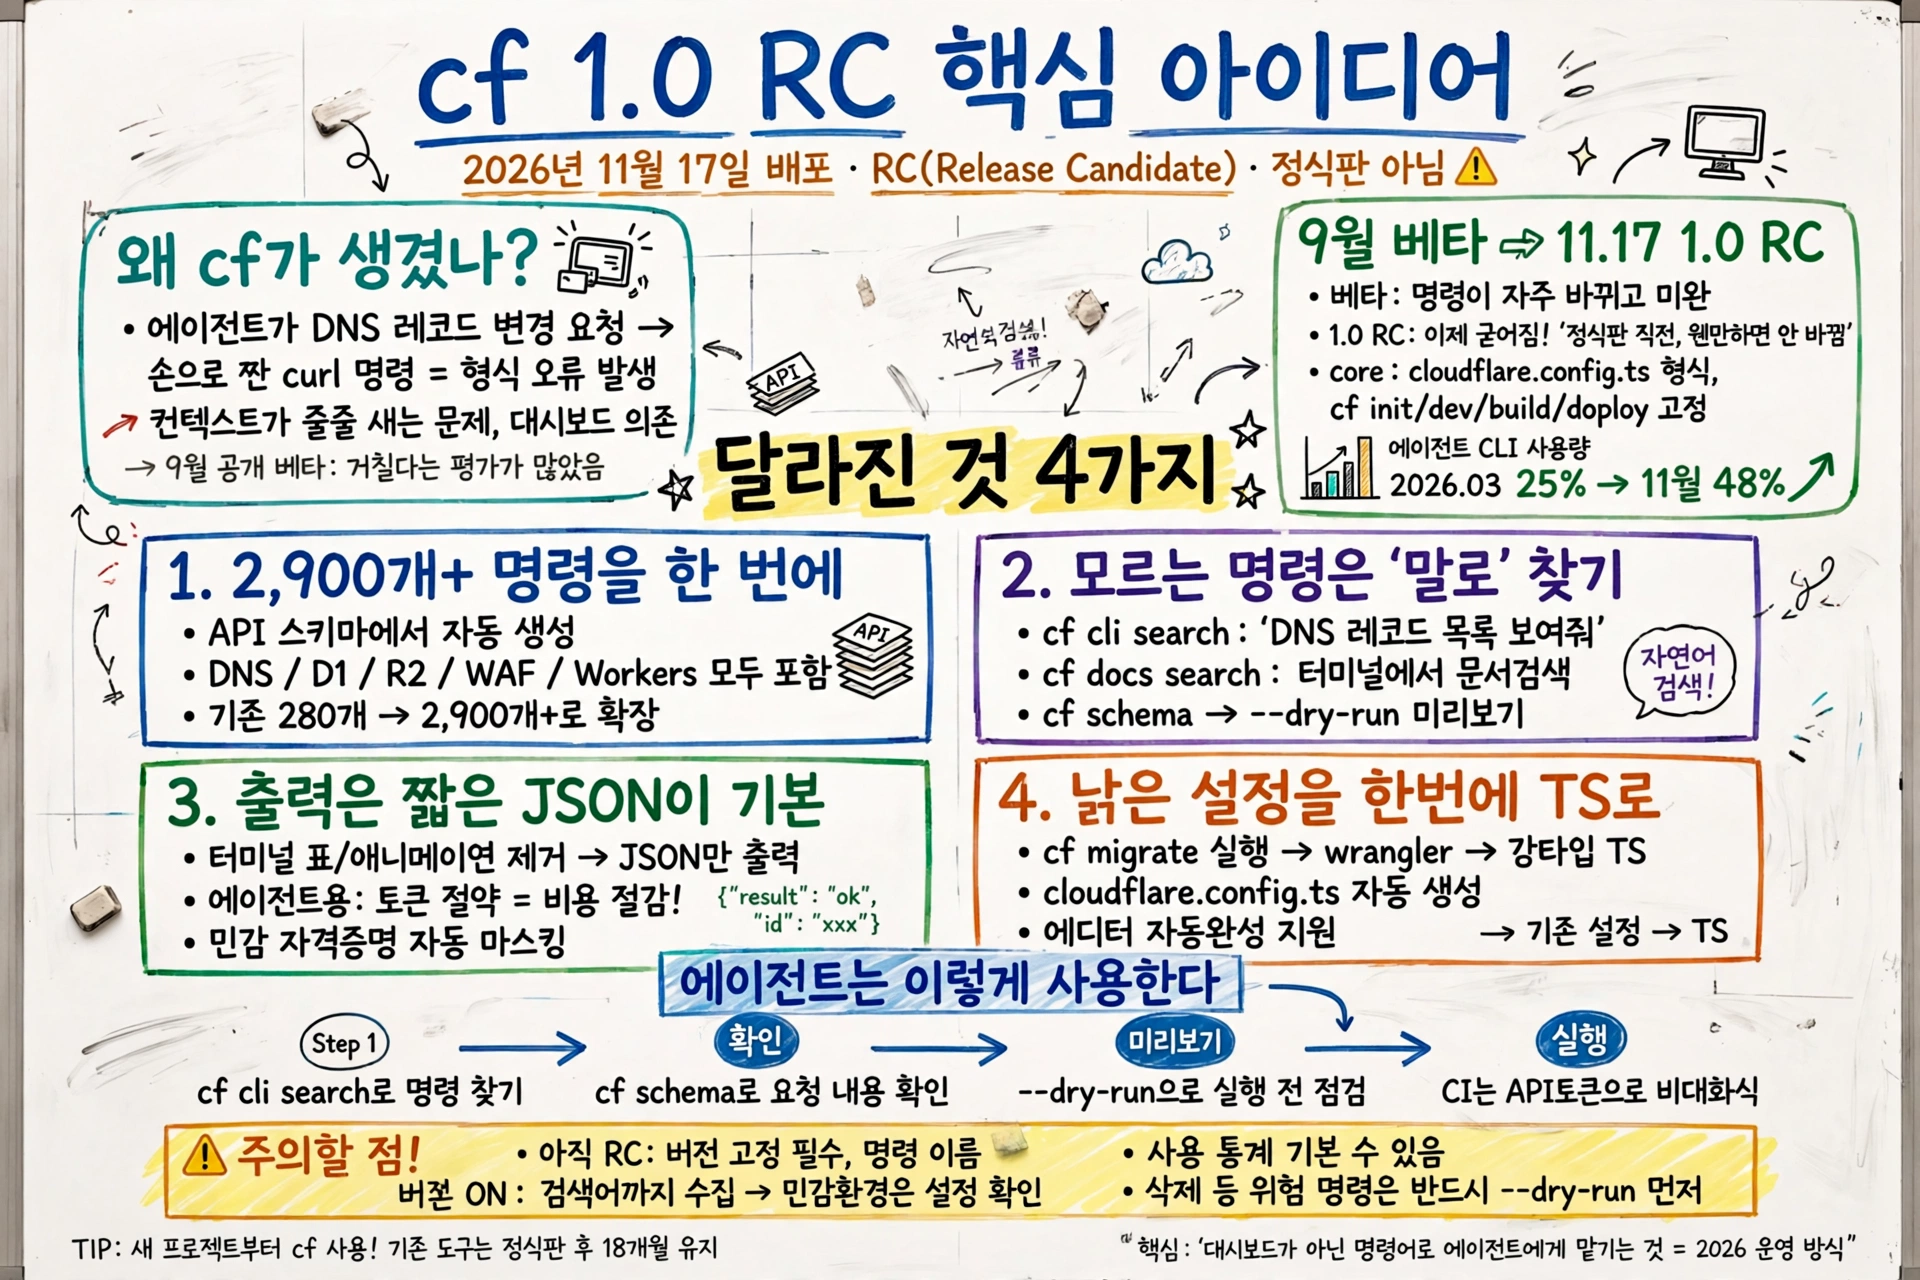 cf 1.0 RC 핵심 아이디어
2026년 11월 17일 배포 · RC(Release Candidate) · 정식판 아님
왜 cf가 생겼나?
• 에이전트가 DNS 레코드 변경 요청 →
손으로 짠 curl 명령 = 형식 오류 발생
컨텍스트가 줄줄 새는 문제, 대시보드 의존
→ 9월 공개 베타: 거칠다는 평가가 많았음
API
9월 베타 ⇨ 11.17 1.0 RC
• 베타: 명령이 자주 바뀌고 미완
• 1.0 RC: 이제 굳어짐! '정식판 직전, 웬만하면 안 바뀜'
• core: cloudflare.config.ts 형식,
cf init/dev/build/doploy 고정
에이전트 CLI 사용량
2026.03 25% → 11월 48%
달라진 것 4가지
1. 2,900개+ 명령을 한 번에
• API 스키마에서 자동 생성
• DNS / D1 / R2 / WAF / Workers 모두 포함
• 기존 280개 → 2,900개+로 확장
API
2. 모르는 명령은 '말로' 찾기
• cf cli search: 'DNS 레코드 목록 보여줘'
• cf docs search: 터미널에서 문서검색
• cf schema → --dry-run 미리보기
자연어
검색!
3. 출력은 짧은 JSON이 기본
• 터미널 표/애니메이연 제거 → JSON만 출력
• 에이전트용: 토큰 절약 = 비용 절감!
• 민감 자격증명 자동 마스킹
{"result": "ok",
"id": "xxx"}
4. 낡은 설정을 한번에 TS로
• cf migrate 실행 → wrangler → 강타입 TS
• cloudflare.config.ts 자동 생성
• 에디터 자동완성 지원 → 기존 설정 → TS
에이전트는 이렇게 사용한다
Step 1
cf cli search로 명령 찾기
확인
cf schema로 요청 내용 확인
미리보기
--dry-run으로 실행 전 점검
실행
CI는 API토큰으로 비대화식
주의할 점!
• 아직 RC: 버전 고정 필수, 명령 이름
ON: 검색어까지 수집 → 민감환경은 설정 확인
• 사용 통계 기본 수 있음
• 삭제 등 위험 명령은 반드시 --dry-run 먼저
TIP: 새 프로젝트부터 cf 사용! 기존 도구는 정식판 후 18개월 유지
"핵심: '대시보드가 아닌 명령어로 에이전트에게 맡기는 것 = 2026 운영 방식"